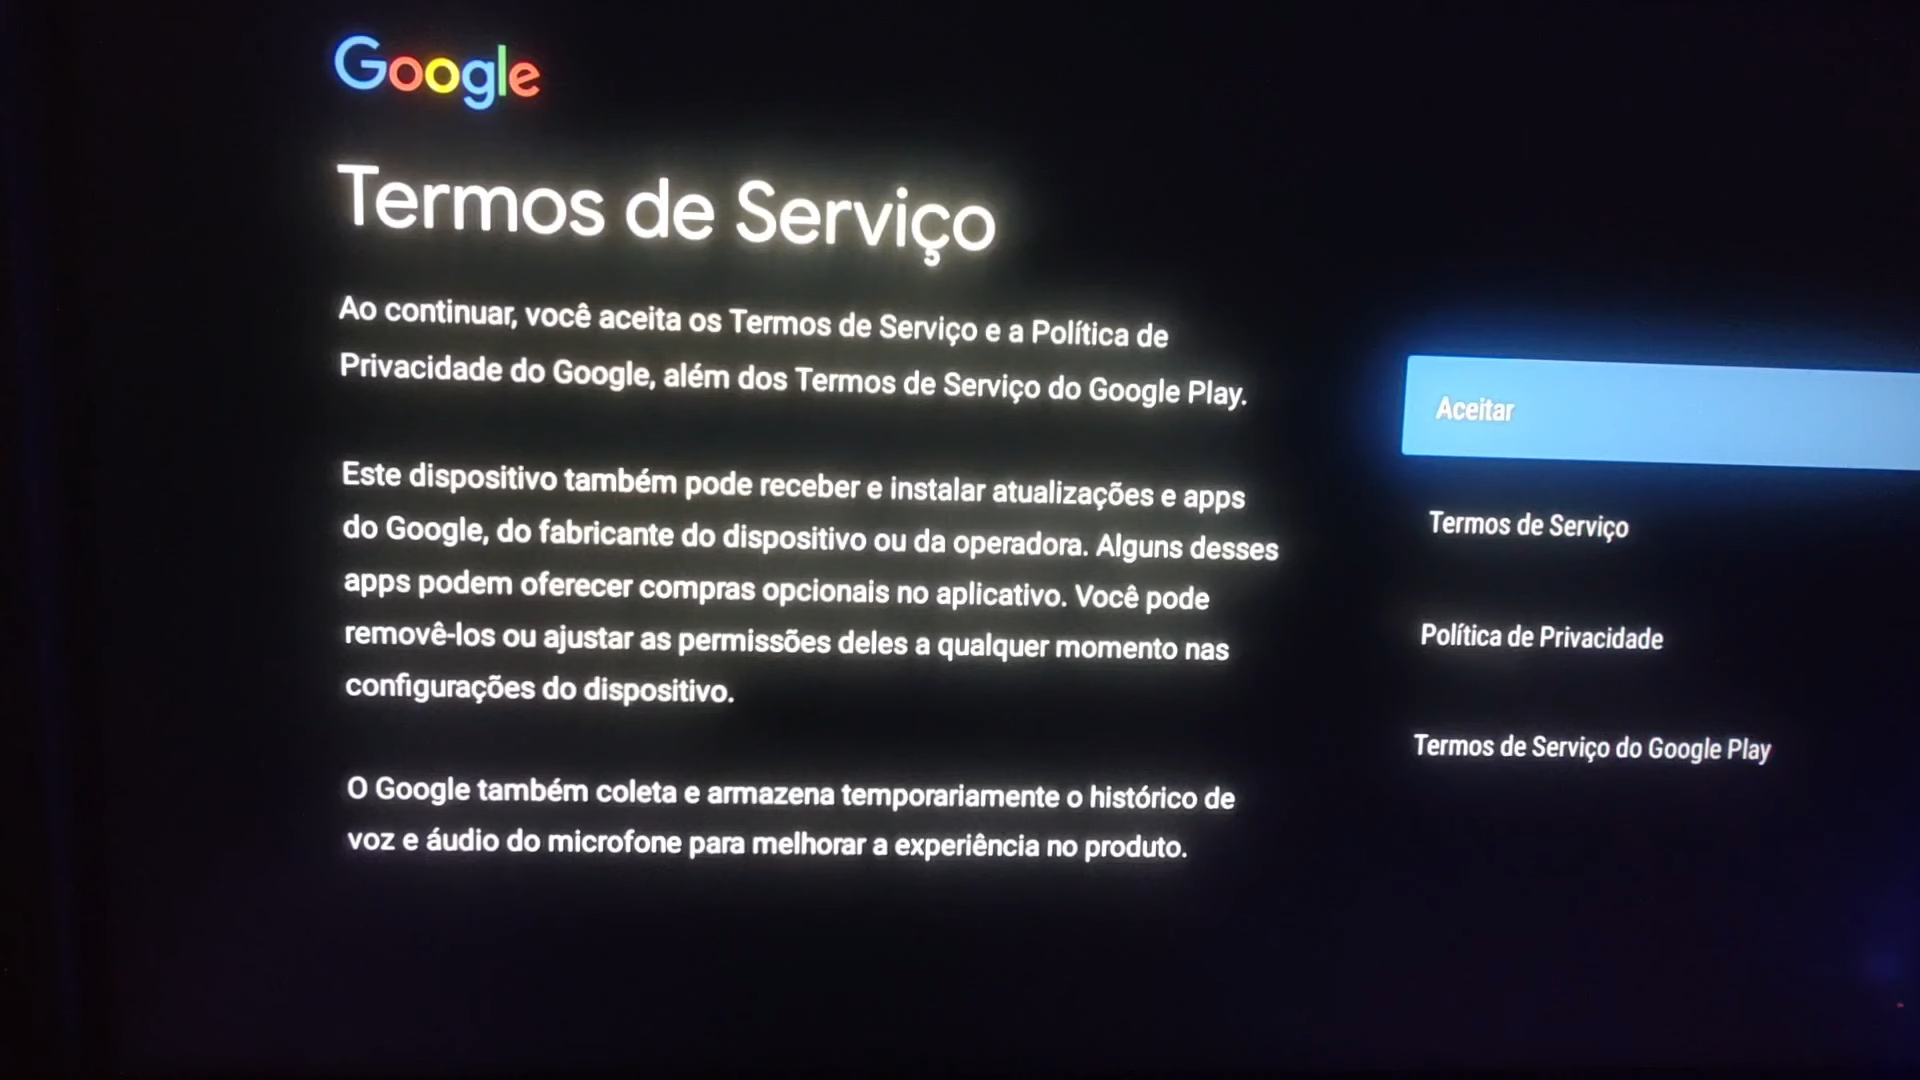 Google
Termos de Serviço
Ao continuar, você aceita os Termos de Serviço e a Política de
Privacidade do Google, além dos Termos de Serviço do Google Play.
Este dispositivo também pode receber e instalar atualizações e apps
do Google, do fabricante do dispositivo ou da operadora. Alguns desses
apps podem oferecer compras opcionais no aplicativo. Você pode
removê-los ou ajustar as permissões deles a qualquer momento nas
configurações do dispositivo.
O Google também coleta e armazena temporariamente o histórico de
voz e áudio do microfone para melhorar a experiência no produto.
Aceitar
Termos de Serviço
Política de Privacidade
Termos de Serviço do Google Play